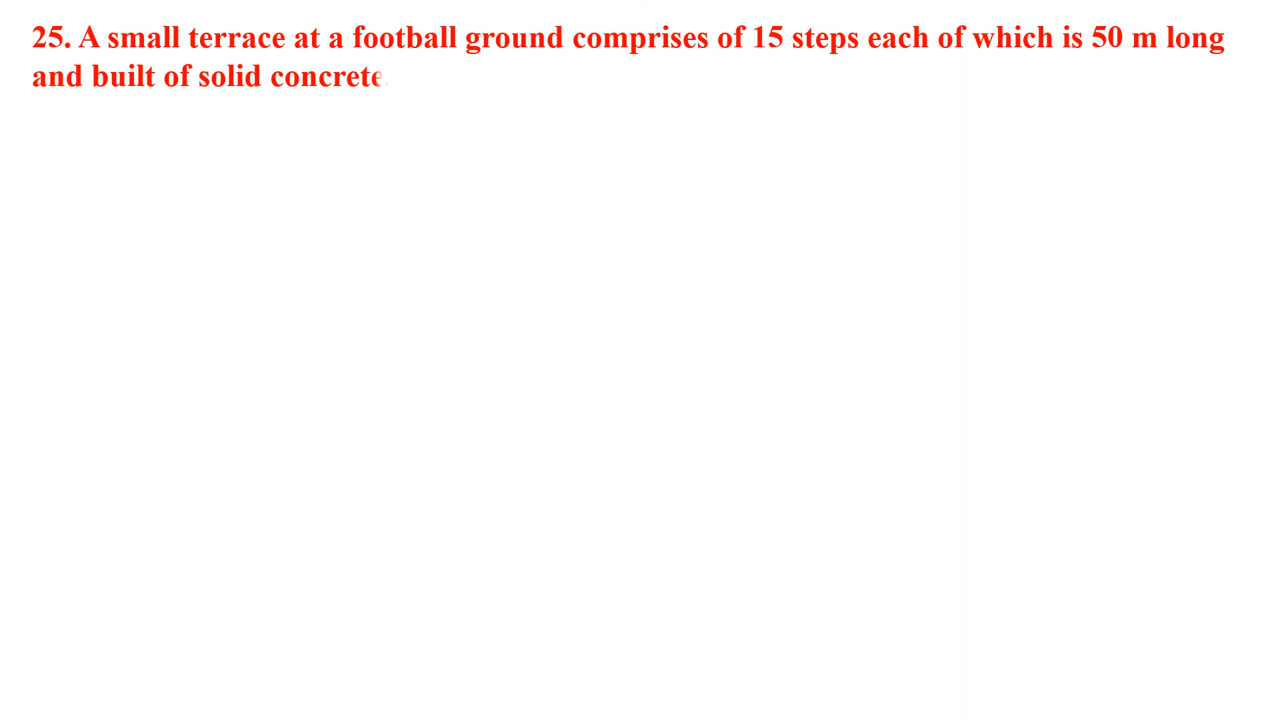 25. A small terrace at a football ground comprises of 15 steps each of which is 50 m long
and built of solid concrete